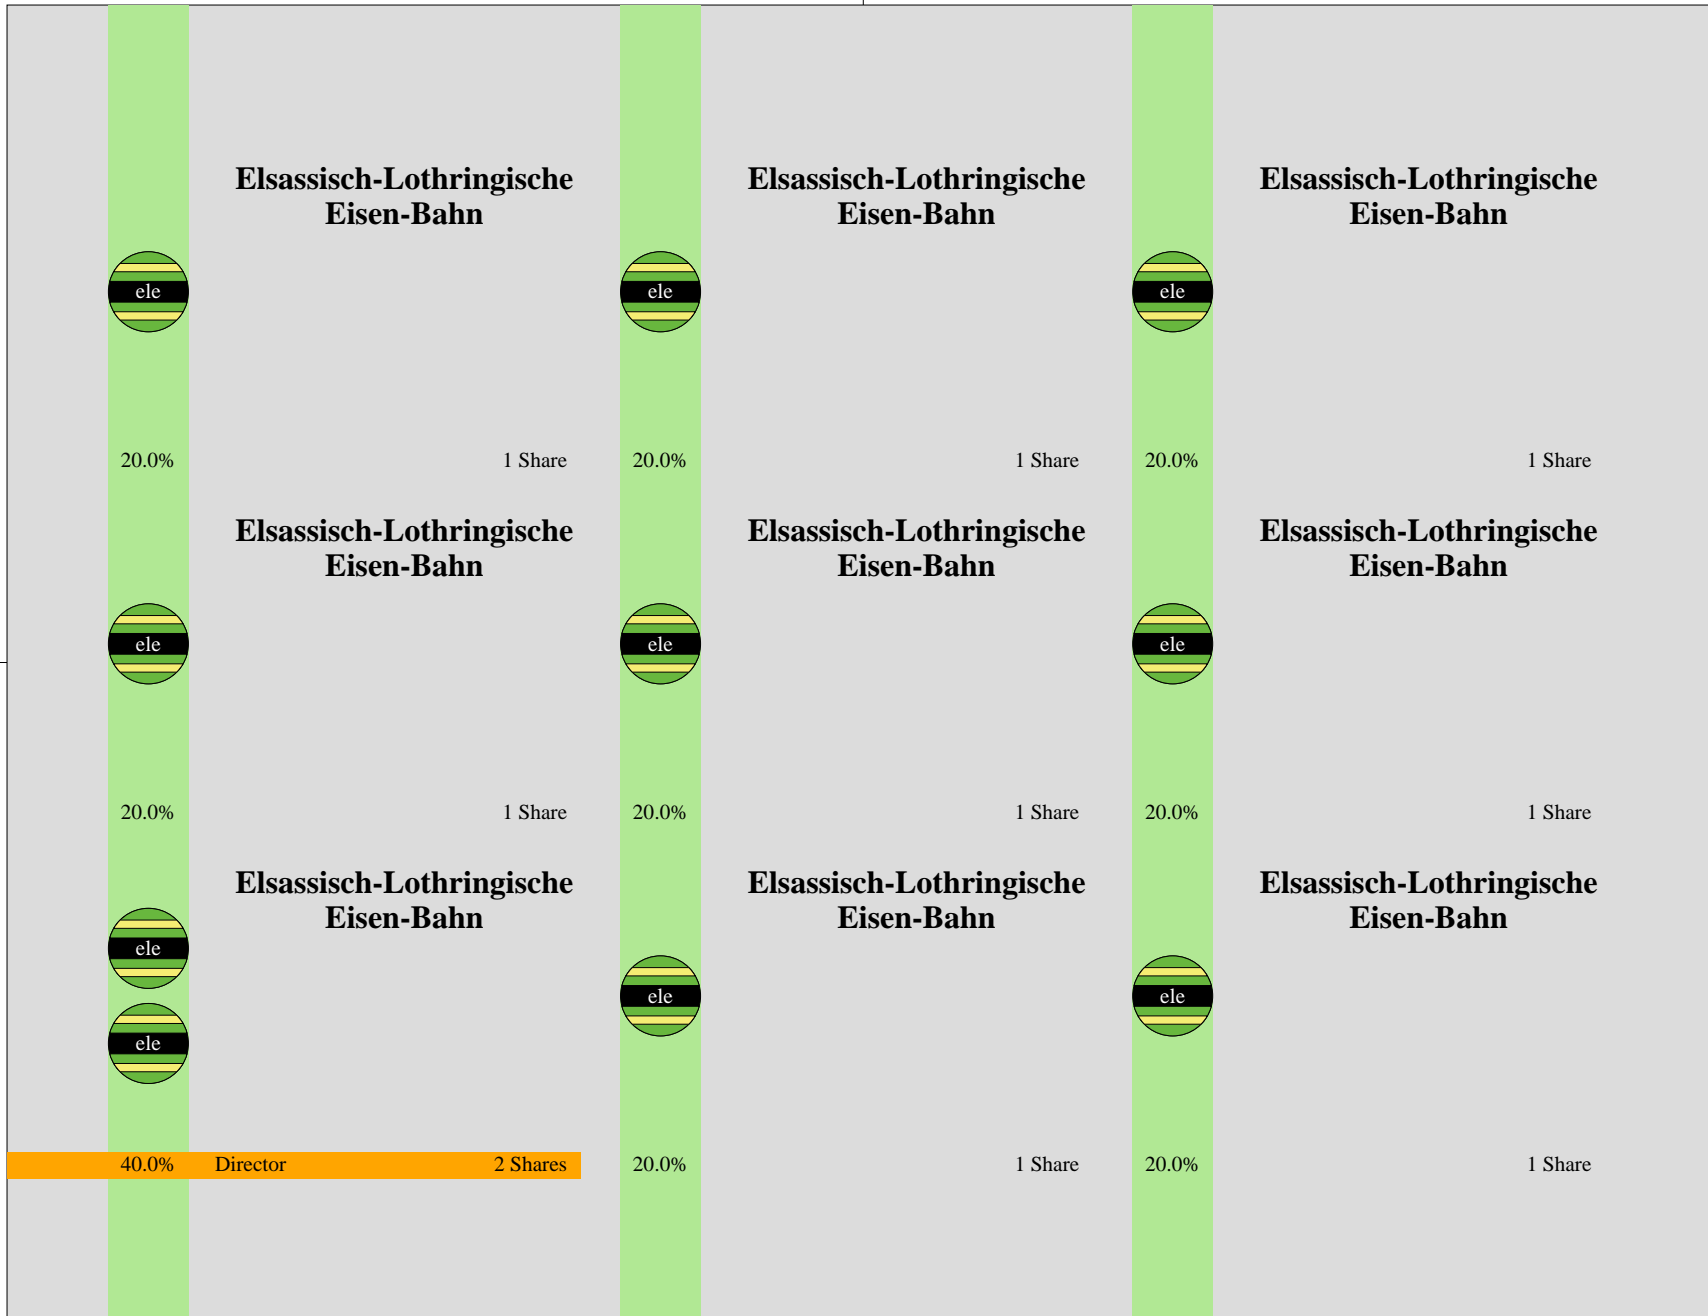 Elsassisch-Lothringische
Eisen-Bahn
ele
20.0%
1 Share
Elsassisch-Lothringische
Eisen-Bahn
ele
20.0%
1 Share
Elsassisch-Lothringische
Eisen-Bahn
ele
20.0%
1 Share
Elsassisch-Lothringische
Eisen-Bahn
ele
20.0%
1 Share
Elsassisch-Lothringische
Eisen-Bahn
ele
20.0%
1 Share
Elsassisch-Lothringische
Eisen-Bahn
ele
20.0%
1 Share
Elsassisch-Lothringische
Eisen-Bahn
ele
ele
40.0% Director 2 Shares
Elsassisch-Lothringische
Eisen-Bahn
ele
20.0%
1 Share
Elsassisch-Lothringische
Eisen-Bahn
ele
20.0%
1 Share